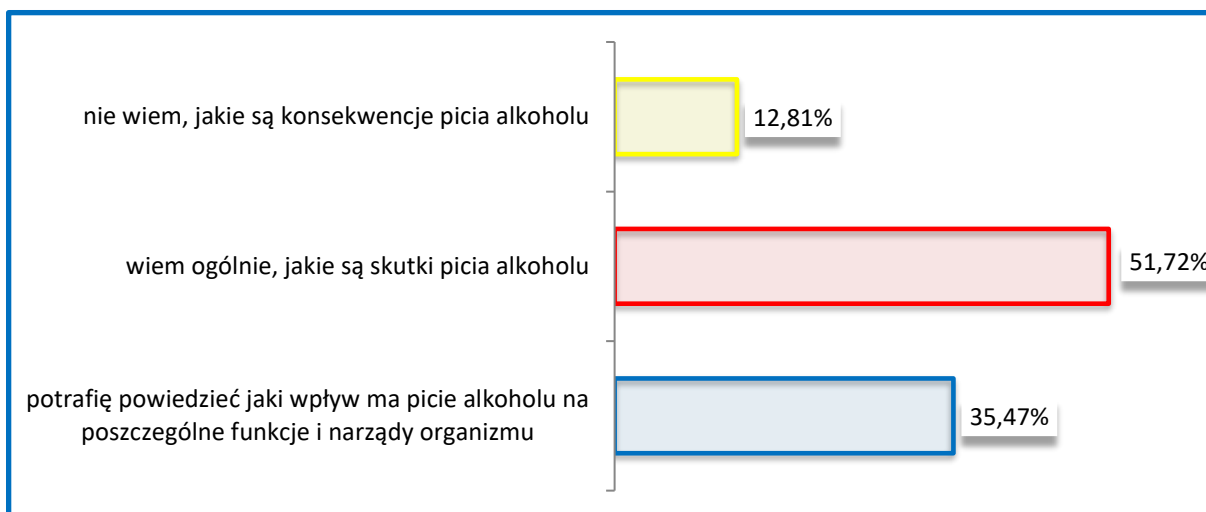 nie wiem, jakie są konsekwencje picia alkoholu
12,81%
wiem ogólnie, jakie są skutki picia alkoholu
51,72%
potrafię powiedzieć jaki wpływ ma picie alkoholu na
poszczególne funkcje i narządy organizmu
35,47%